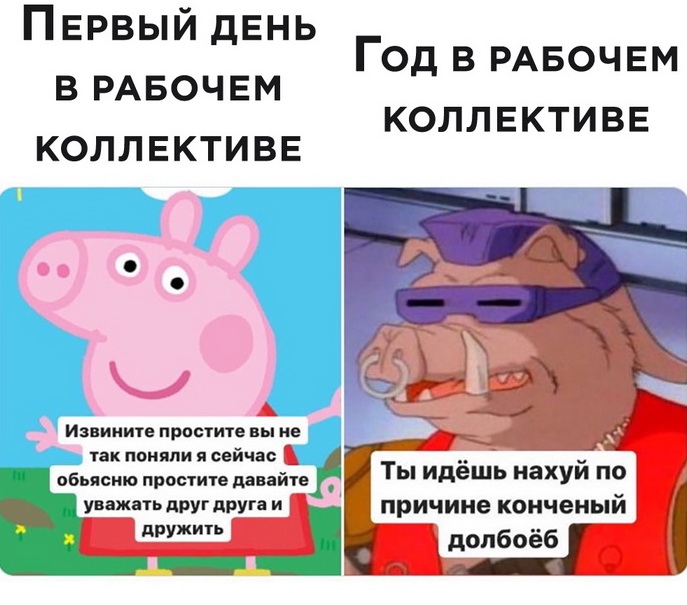 Первый день
в рабочем
коллективе
Год в рабочем
коллективе
Извините простите вы не
так поняли я сейчас
обьясню простите давайте
уважать друг друга и
дружить
Ты идёшь нахуй по
причине конченый
долбоёб